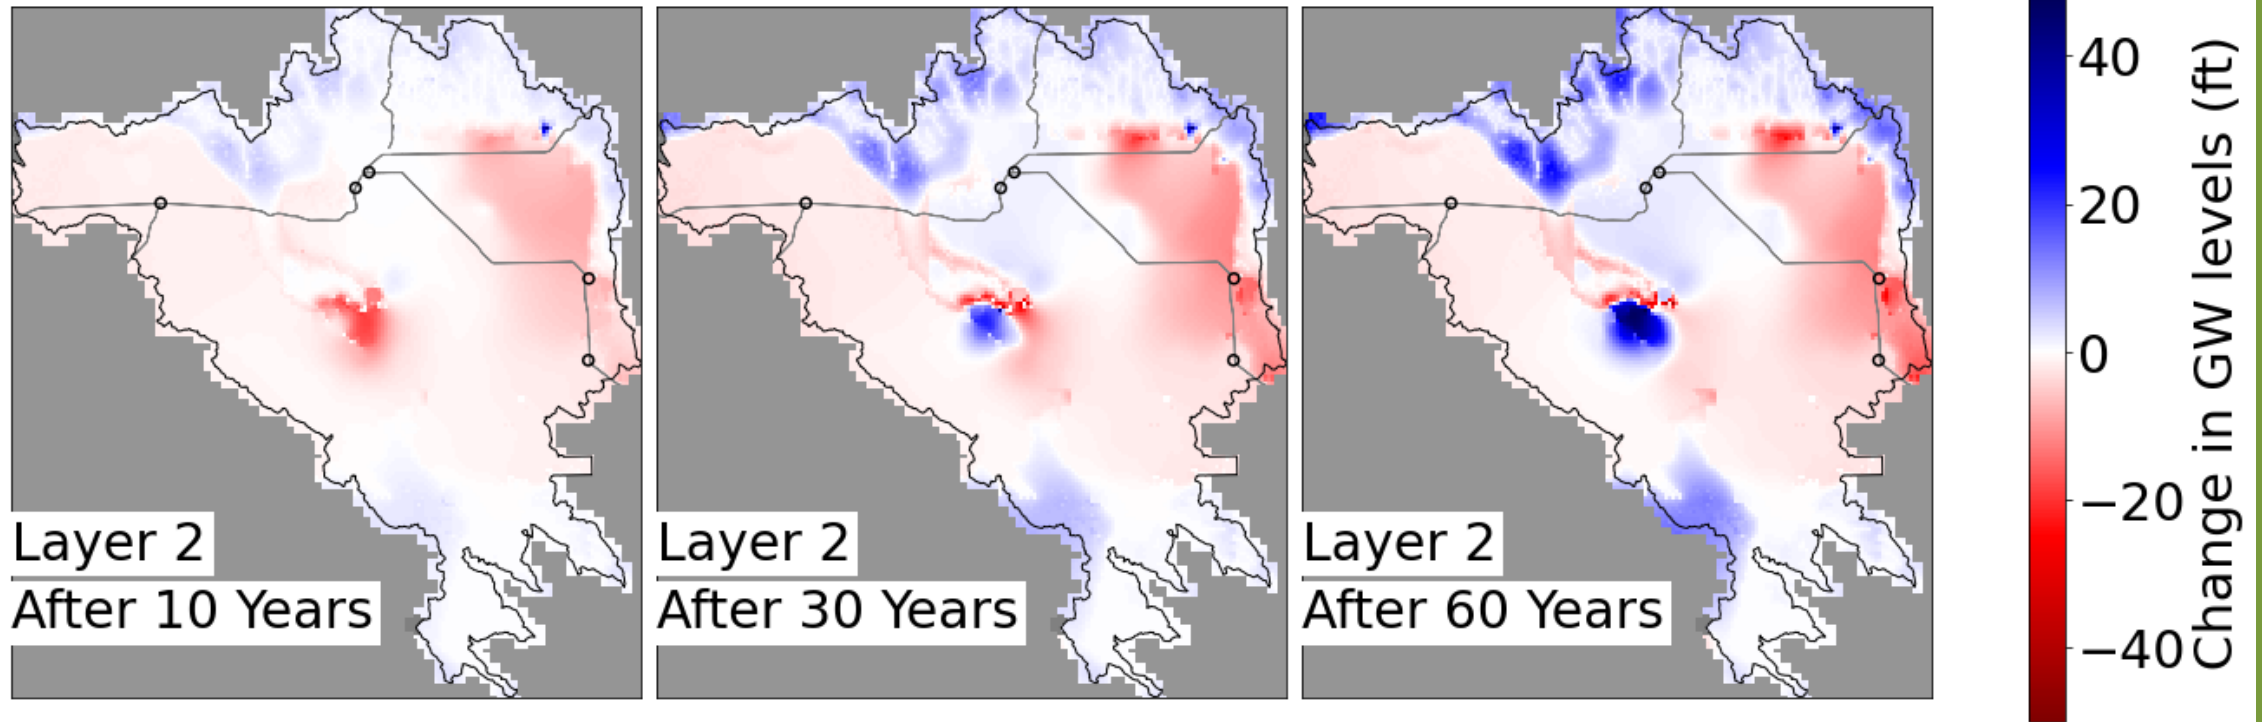 Layer 2
After 10 Years
Layer 2
After 30 Years
Layer 2
After 60 Years
40
20
0
−20
−40
Change in GW levels (ft)